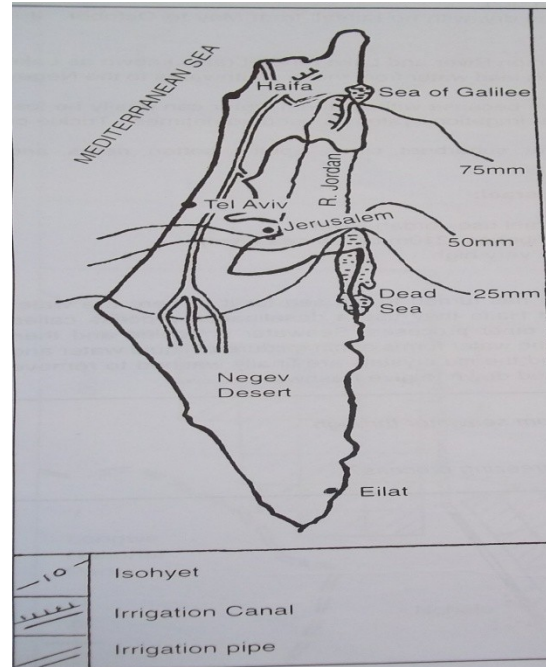 MEDITERRANEAN SEA
Haifa
Sea of Galilee
R. Jordan
75mm
Tel Aviv
Jerusalem
50mm
25mm
Dead
Sea
Negev
Desert
Eilat
10
Isohyet
Irrigation Canal
Irrigation pipe